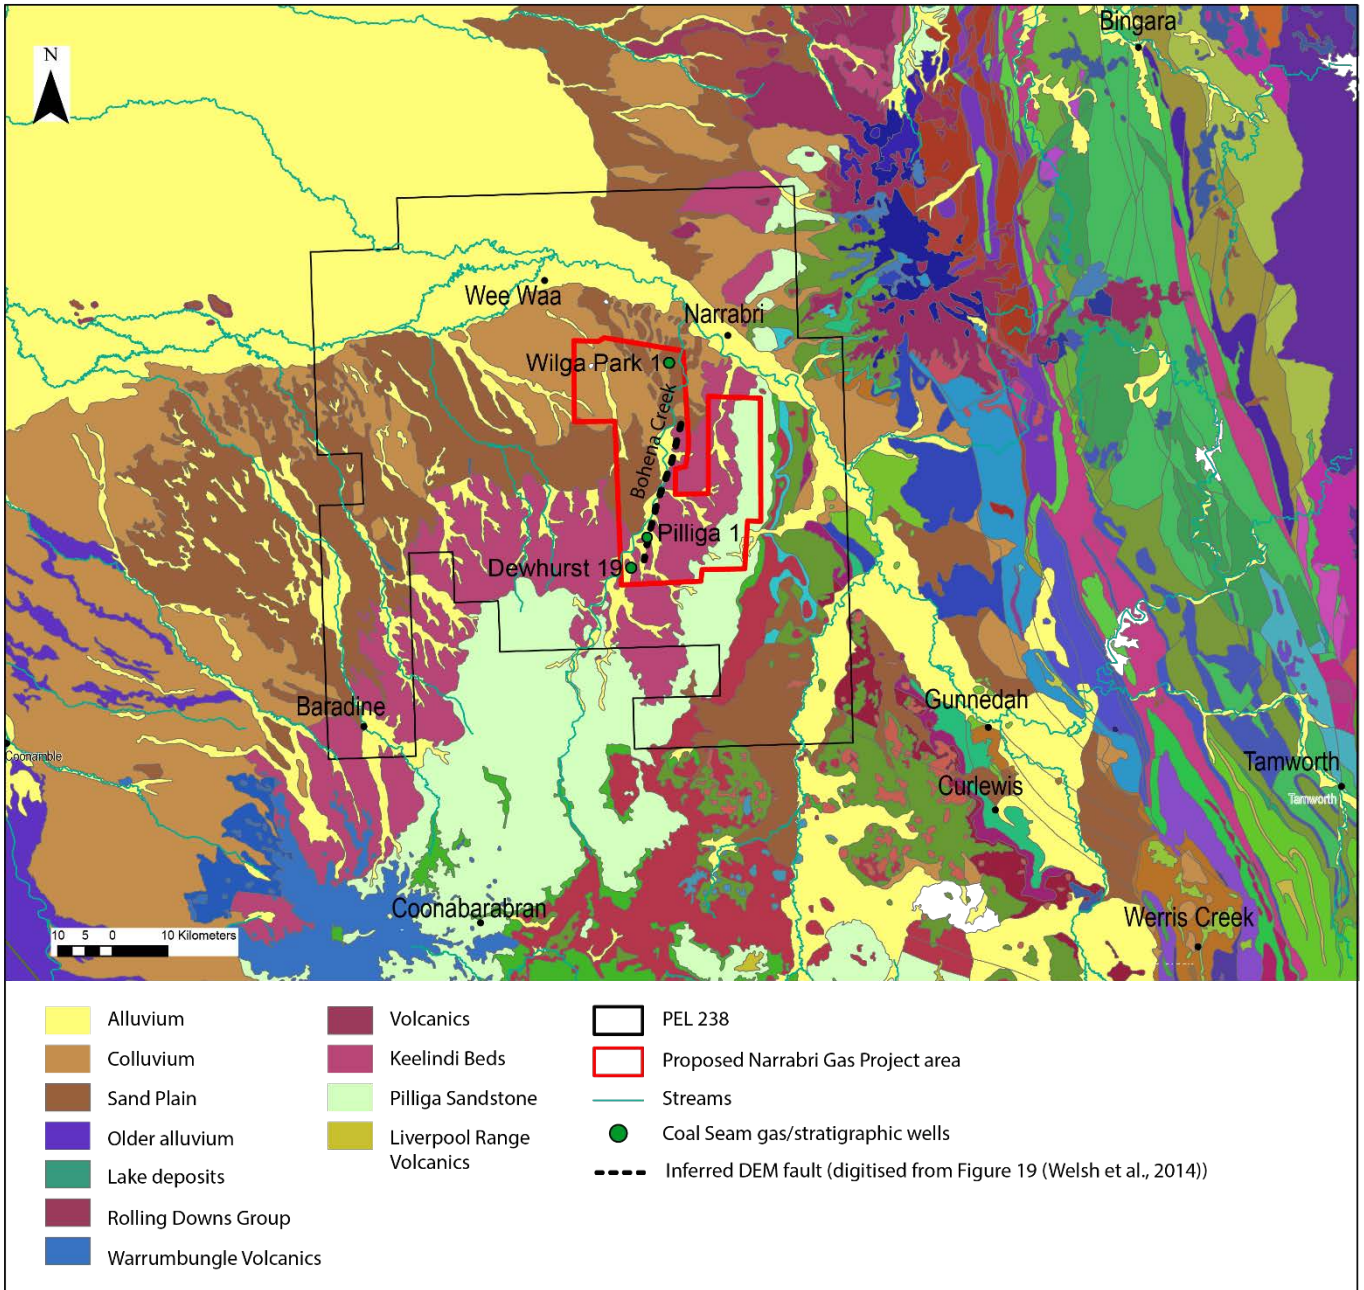 Bingara
N
Wee Waa
Narrabri
Wilga Park 1
Bohena Creek
Pilliga 1
Dewhurst 19
Baradine
Gunnedah
Coonamble
Tamworth
Curlewis
Tamworth
Coonabarabran
Werris Creek
10 5 0 10 Kilometers
Alluvium
Colluvium
Sand Plain
Older alluvium
Lake deposits
Rolling Downs Group
Warrumbungle Volcanics
Volcanics
Keelindi Beds
Pilliga Sandstone
Liverpool Range
Volcanics
PEL 238
Proposed Narrabri Gas Project area
Streams
Coal Seam gas/stratigraphic wells
Inferred DEM fault (digitised from Figure 19 (Welsh et al., 2014))